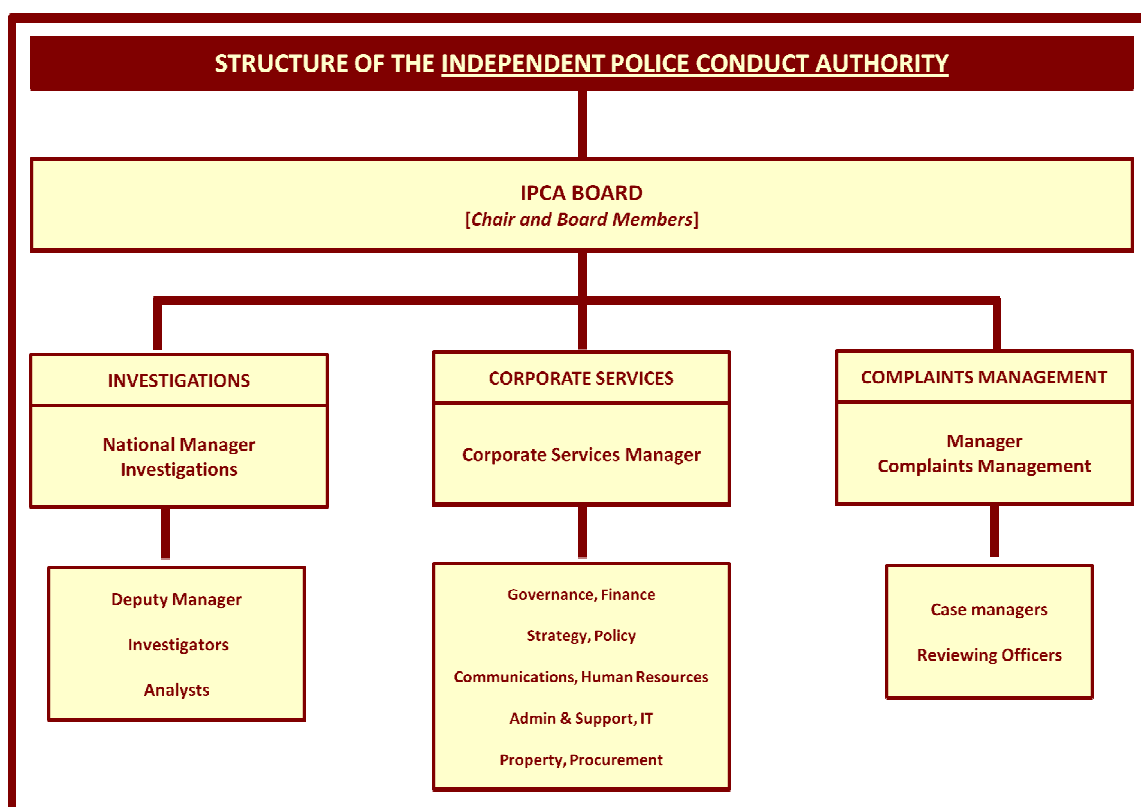 STRUCTURE OF THE INDEPENDENT POLICE CONDUCT AUTHORITY
IPCA BOARD
[Chair and Board Members]
INVESTIGATIONS
National Manager
Investigations
Deputy Manager
Investigators
Analysts
CORPORATE SERVICES
Corporate Services Manager
Governance, Finance
Strategy, Policy
Communications, Human Resources
Admin & Support, IT
Property, Procurement
COMPLAINTS MANAGEMENT
Manager
Complaints Management
Case managers
Reviewing Officers